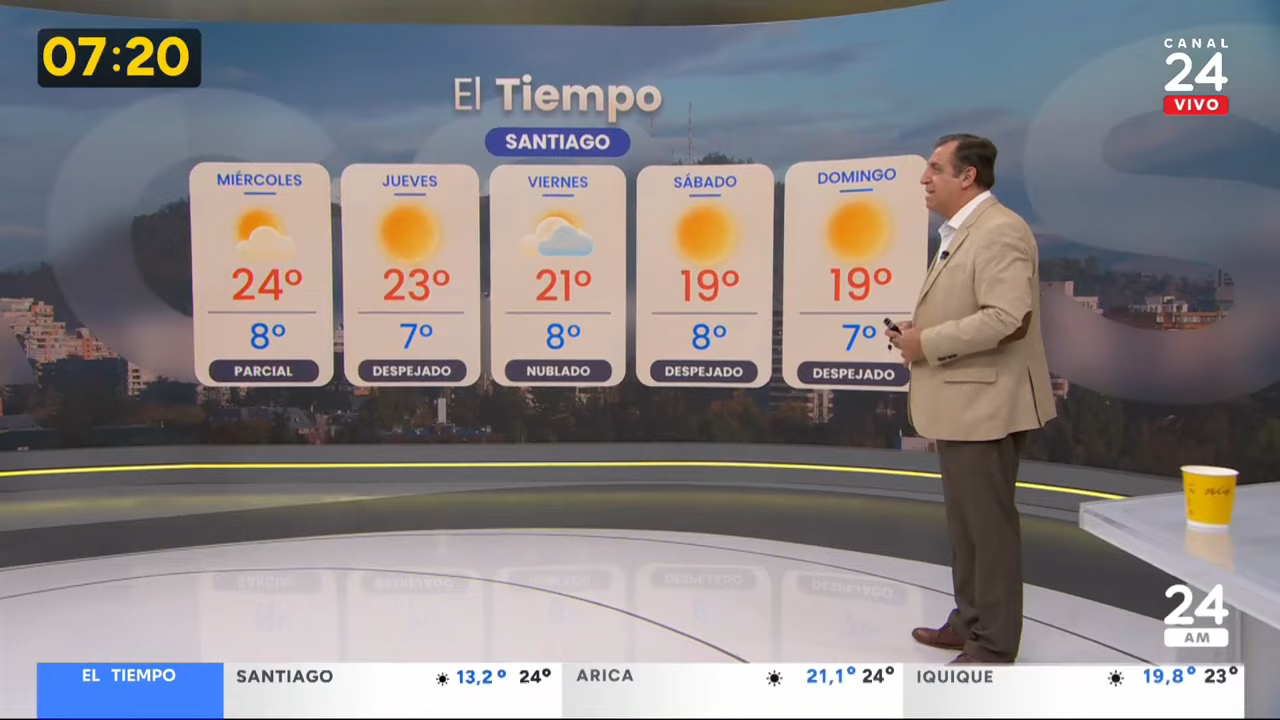 07:20
CANAL
24
VIVO
El Tiempo
SANTIAGO
MIÉRCOLES
24º
8º
PARCIAL
JUEVES
23º
7º
DESPEJADO
VIERNES
21º
8º
NUBLADO
SÁBADO
19º
8º
DESPEJADO
DOMINGO
19º
7º
DESPEJADO
24
AM
EL TIEMPO
SANTIAGO 13,2º 24º
ARICA 21,1º 24º
IQUIQUE 19,8º 23º